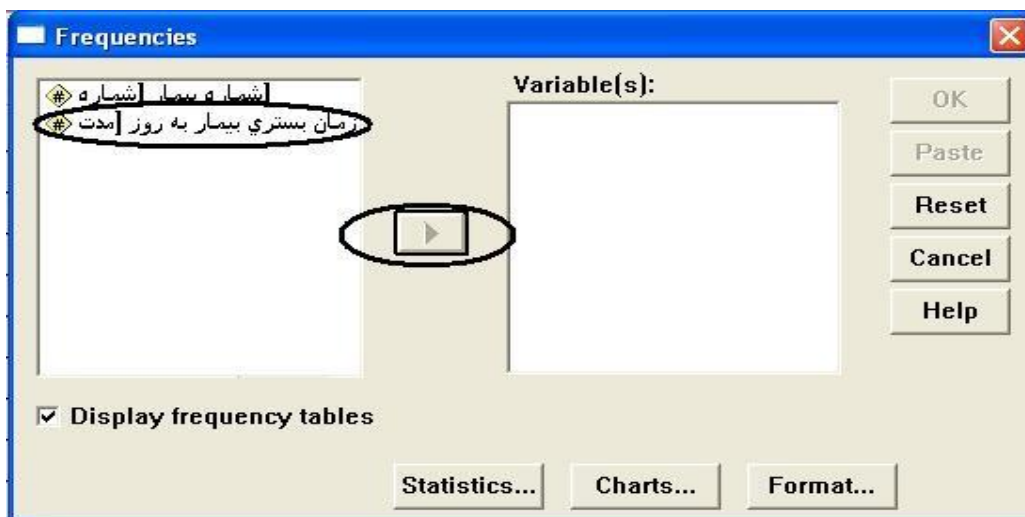 Frequencies
شماره بیمار [شماره
زمان بستري بيمار به روز [مدت
Variable(s):
OK
Paste
Reset
Cancel
Help
Display frequency tables
Statistics...
Charts...
Format...